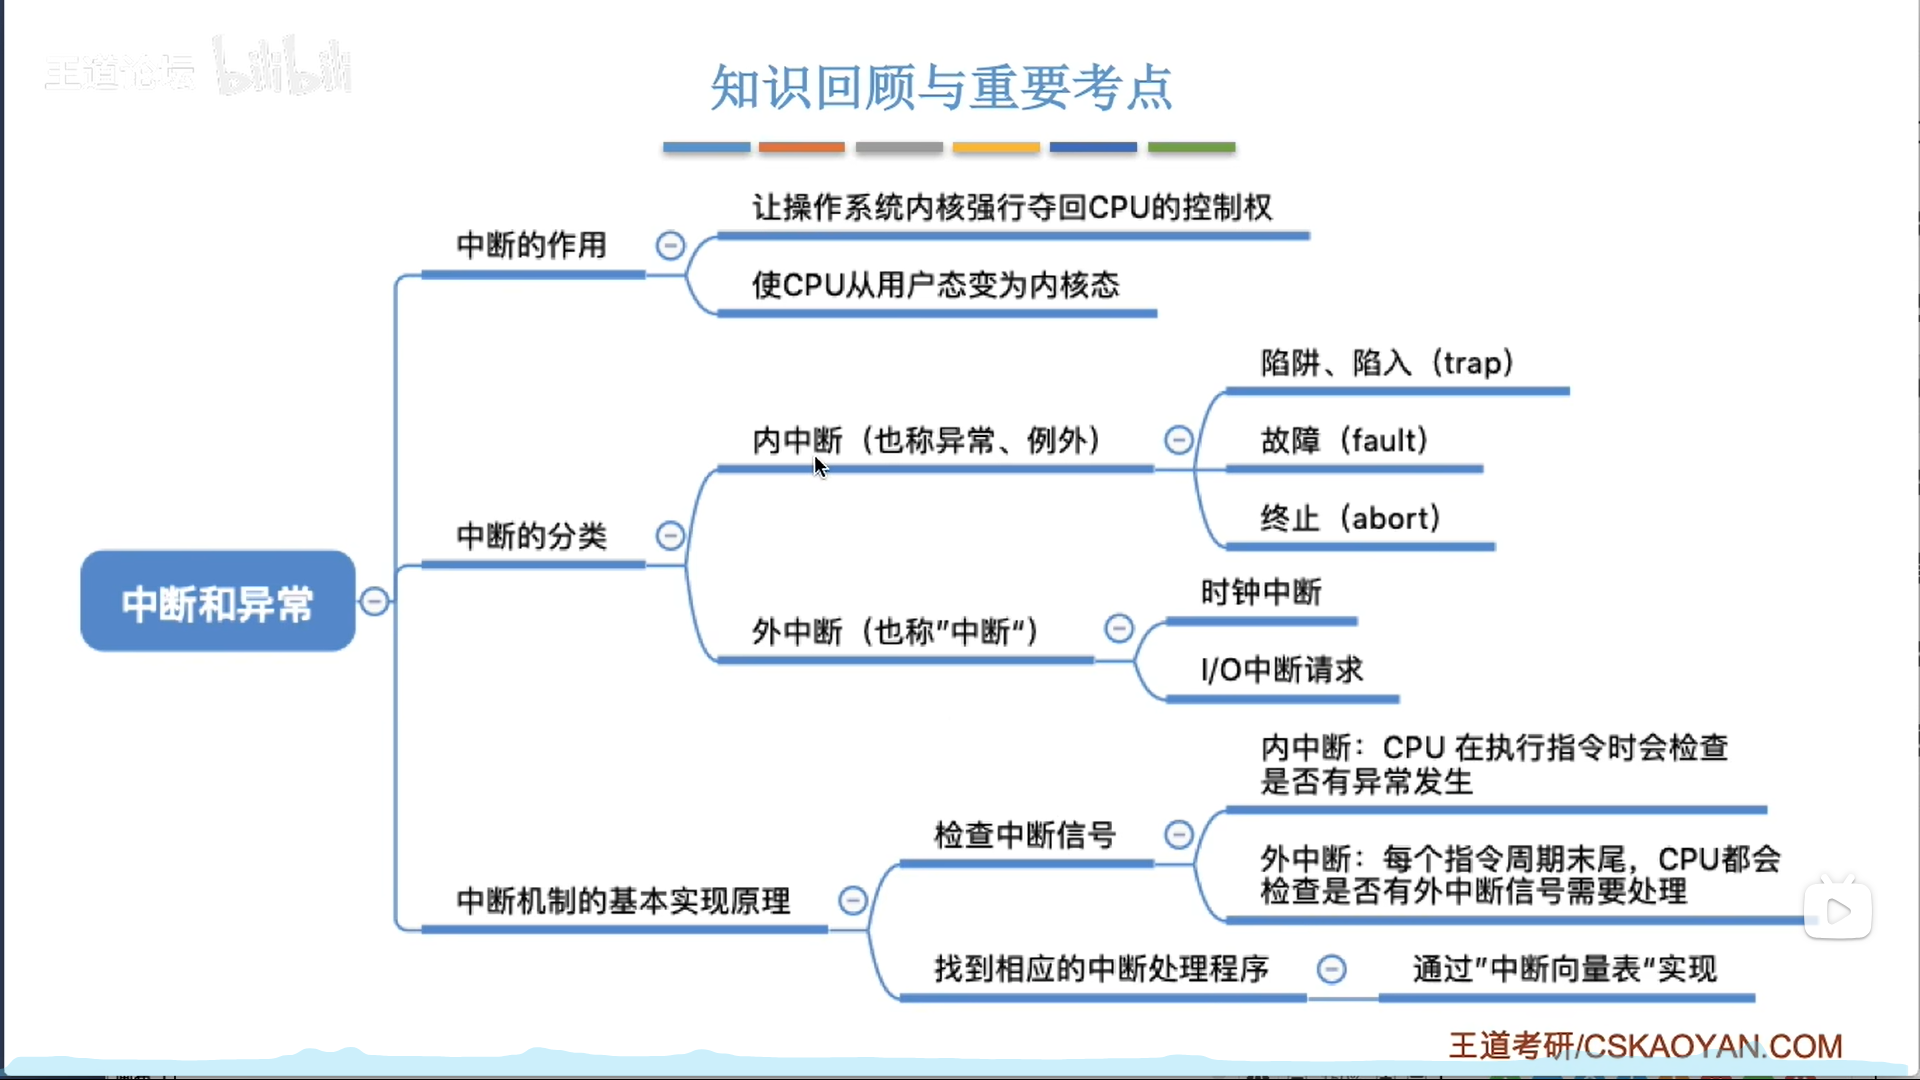 王道论坛 bilibili
知识回顾与重要考点
让操作系统内核强行夺回CPU的控制权
中断的作用
使CPU从用户态变为内核态
陷阱、陷入（trap）
内中断（也称异常、例外）
故障（fault）
终止（abort）
中断的分类
时钟中断
外中断（也称”中断“）
I/O中断请求
中断和异常
内中断：CPU 在执行指令时会检查
是否有异常发生
检查中断信号
外中断：每个指令周期末尾，CPU都会
检查是否有外中断信号需要处理
中断机制的基本实现原理
找到相应的中断处理程序
通过”中断向量表“实现
王道考研/CSKAOYAN.COM